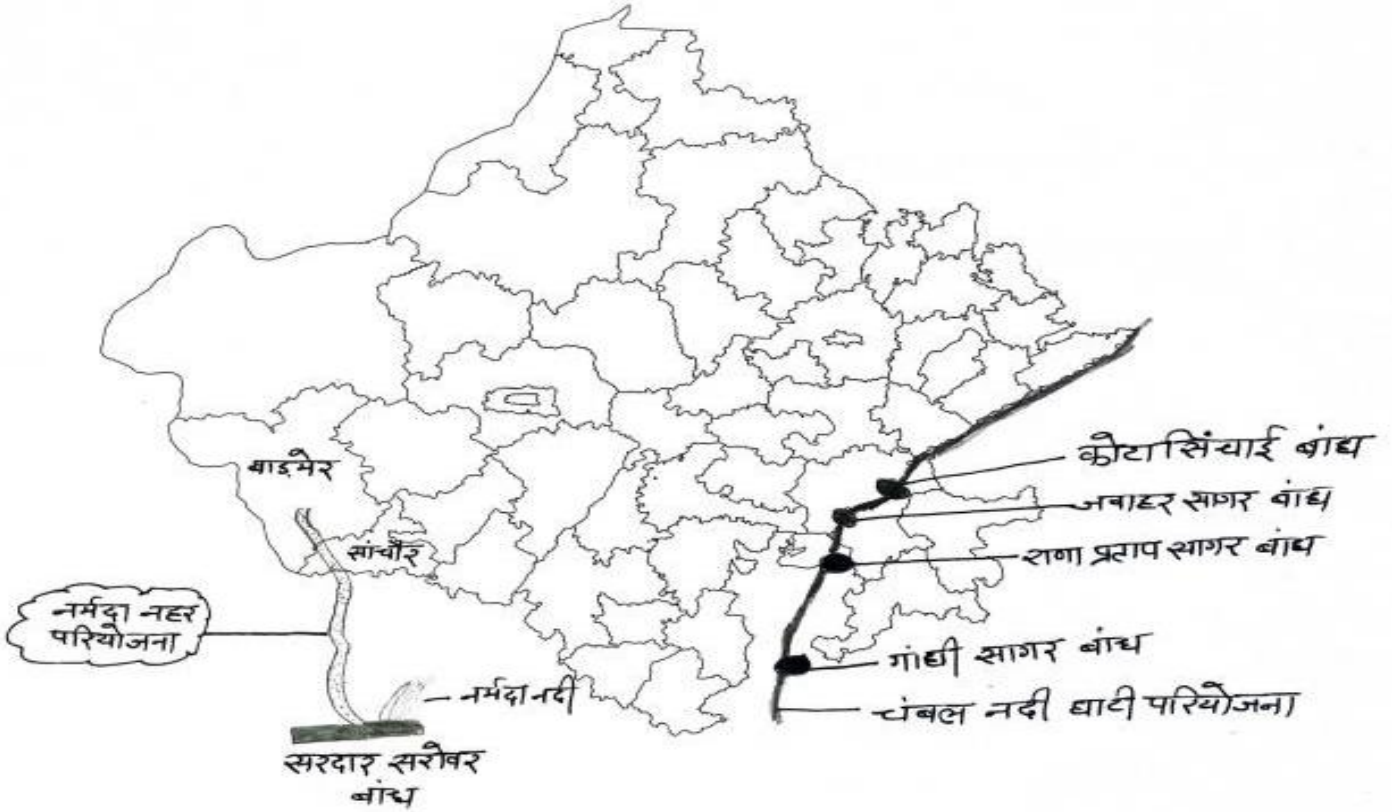 बाड़मेर
सांचौर
नर्मदा नहर
परियोजना
नर्मदा नदी
सरदार सरोवर
बांध
कोटा सिंचाई बांध
जवाहर सागर बांध
राणा प्रताप सागर बांध
गांधी सागर बांध
चंबल नदी घाटी परियोजना